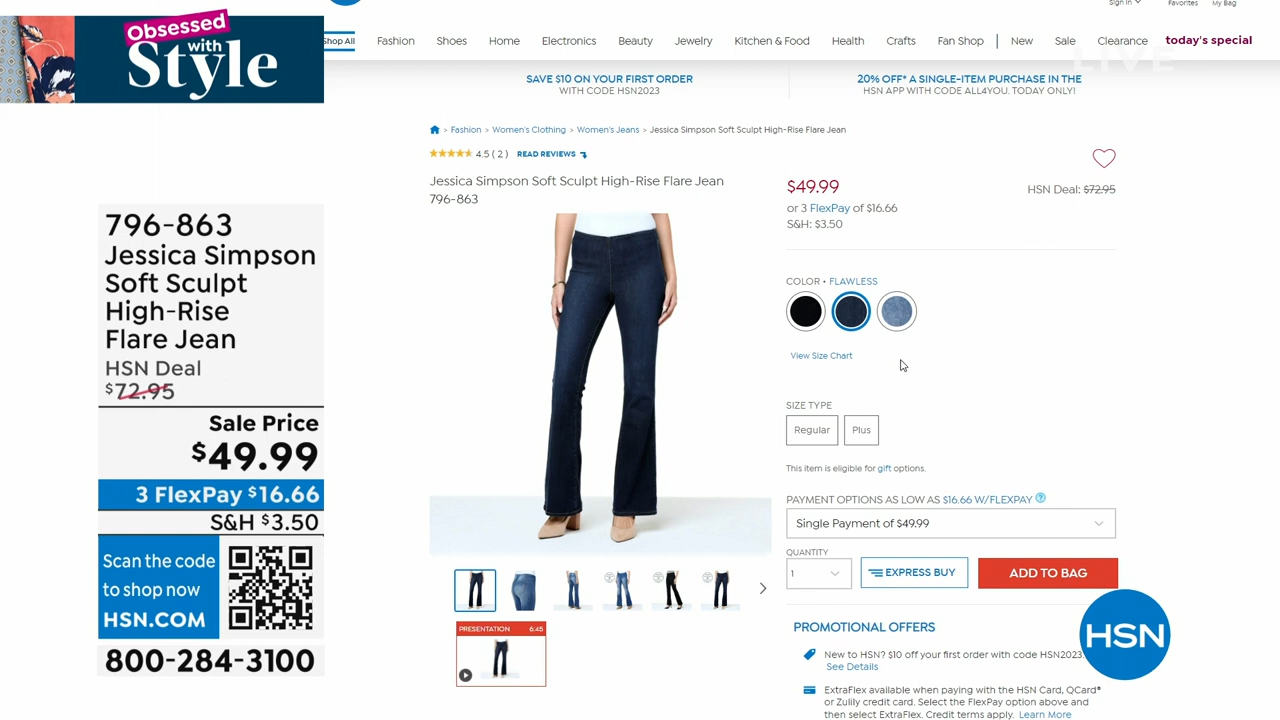 Obsessed
with
Style
Sign In
Favorites
My Bag
Shop All
Fashion
Shoes
Home
Electronics
Beauty
Jewelry
Kitchen & Food
Health
Crafts
Fan Shop
New
Sale
Clearance
today's special
LIVE
SAVE $10 ON YOUR FIRST ORDER
WITH CODE HSN2023
20% OFF* A SINGLE-ITEM PURCHASE IN THE
HSN APP WITH CODE ALL4YOU. TODAY ONLY!
> Fashion > Women's Clothing > Women's Jeans > Jessica Simpson Soft Sculpt High-Rise Flare Jean
4.5 ( 2 ) READ REVIEWS
Jessica Simpson Soft Sculpt High-Rise Flare Jean
796-863
$49.99
HSN Deal: $72.95
or 3 FlexPay of $16.66
S&H: $3.50
COLOR • FLAWLESS
View Size Chart
SIZE TYPE
Regular
Plus
This item is eligible for gift options.
PAYMENT OPTIONS AS LOW AS $16.66 W/FLEXPAY ?
Single Payment of $49.99
QUANTITY
1
EXPRESS BUY
ADD TO BAG
PRESENTATION 6:45
PROMOTIONAL OFFERS
New to HSN? $10 off your first order with code HSN2023.
See Details
ExtraFlex available when paying with the HSN Card, QCard®
or Zulily credit card. Select the FlexPay option above and
then select ExtraFlex. Credit terms apply. Learn More
HSN
796-863
Jessica Simpson
Soft Sculpt
High-Rise
Flare Jean
HSN Deal
$72.95
Sale Price
$49.99
3 FlexPay $16.66
S&H $3.50
Scan the code
to shop now
HSN.COM
800-284-3100